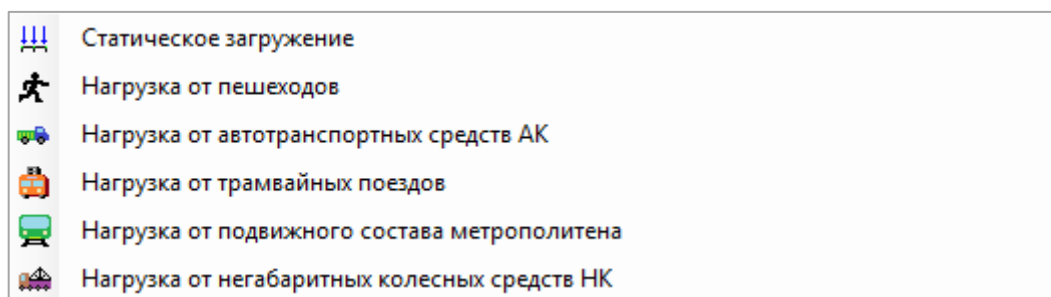 Статическое загружение
Нагрузка от пешеходов
Нагрузка от автотранспортных средств АК
Нагрузка от трамвайных поездов
Нагрузка от подвижного состава метрополитена
Нагрузка от негабаритных колесных средств НК